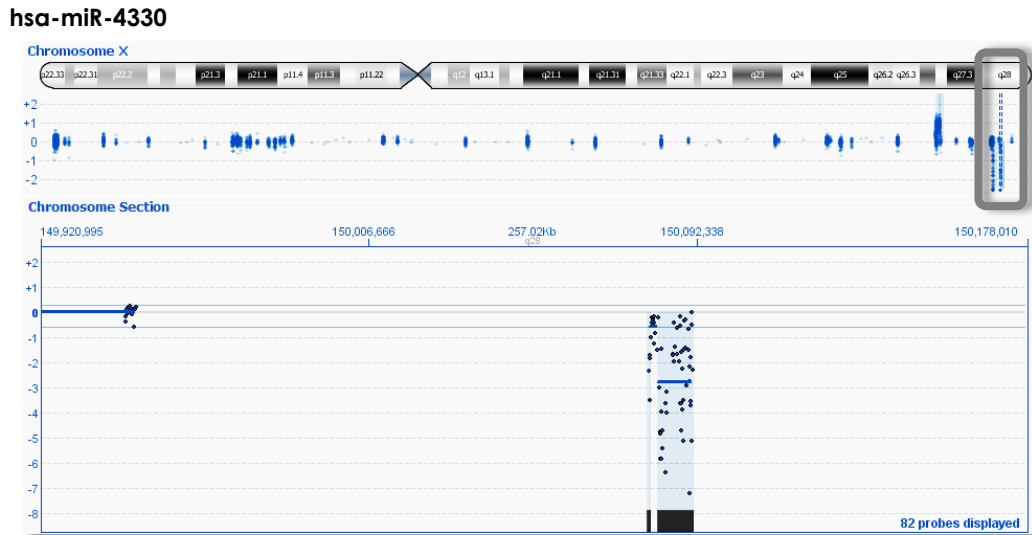 hsa-miR-4330
Chromosome X
p22.33 p22.31 p22.2 p21.3 p21.1 p11.4 p11.3 p11.22 q12 q13.1 q21.1 q21.31 q21.33 q22.1 q22.3 q23 q24 q25 q26.2 q26.3 q27.3 q28
+2
+1
0
-1
-2
Chromosome Section
149,920,995 150,006,666 257.02Kb 150,092,338 150,178,010
q28
+2
+1
0
-1
-2
-3
-4
-5
-6
-7
-8
82 probes displayed